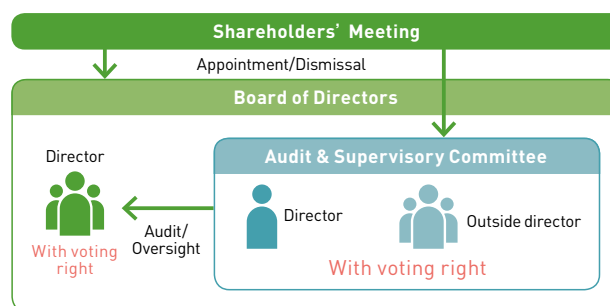 Shareholders’ Meeting
Appointment/Dismissal
Board of Directors
Director
With voting
right
Audit/
Oversight
Audit & Supervisory Committee
Director
Outside director
With voting right